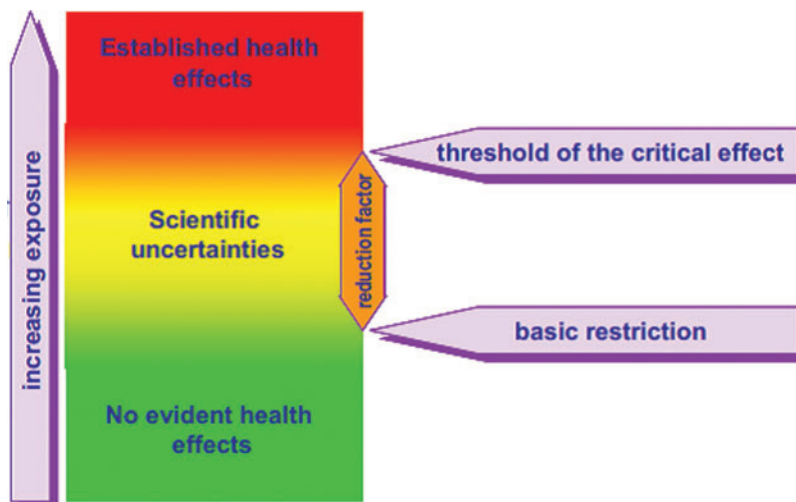 Established health
effects
threshold of the critical effect
increasing exposure
reduction factor
Scientific
uncertainties
basic restriction
No evident health
effects